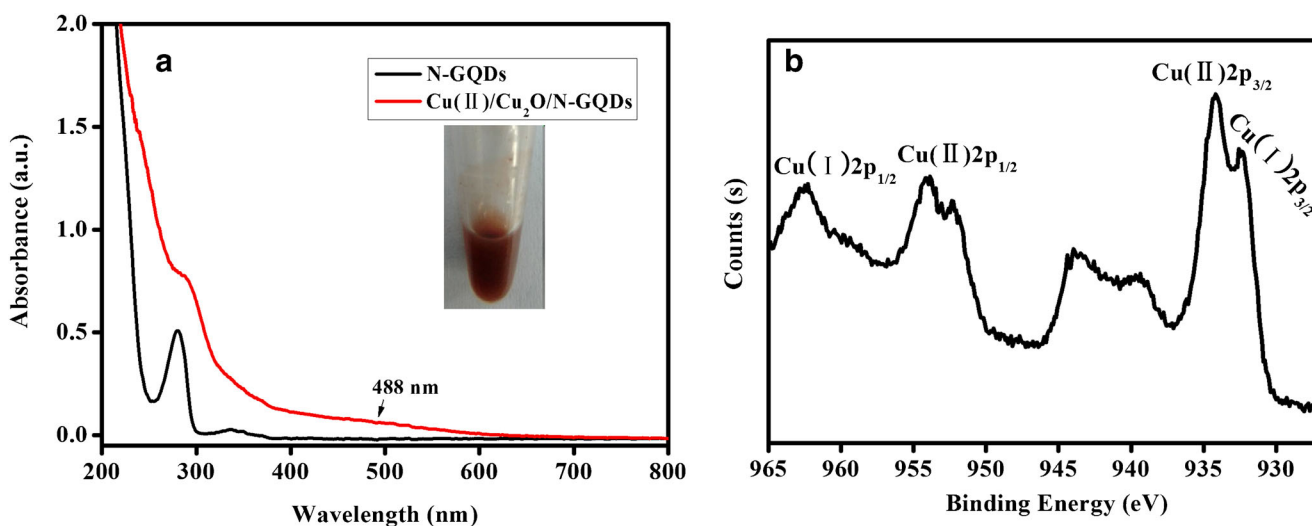 a
N-GQDs
Cu(Ⅱ)/Cu₂O/N-GQDs
488 nm
2.0
1.5
1.0
0.5
0.0
Absorbance (a.u.)
200 300 400 500 600 700 800
Wavelength (nm)
b
Cu(Ⅱ)2p₃/₂
Cu(Ⅰ)2p₃/₂
Cu(Ⅱ)2p₁/₂
Cu(Ⅰ)2p₁/₂
Counts (s)
965 960 955 950 945 940 935 930
Binding Energy (eV)